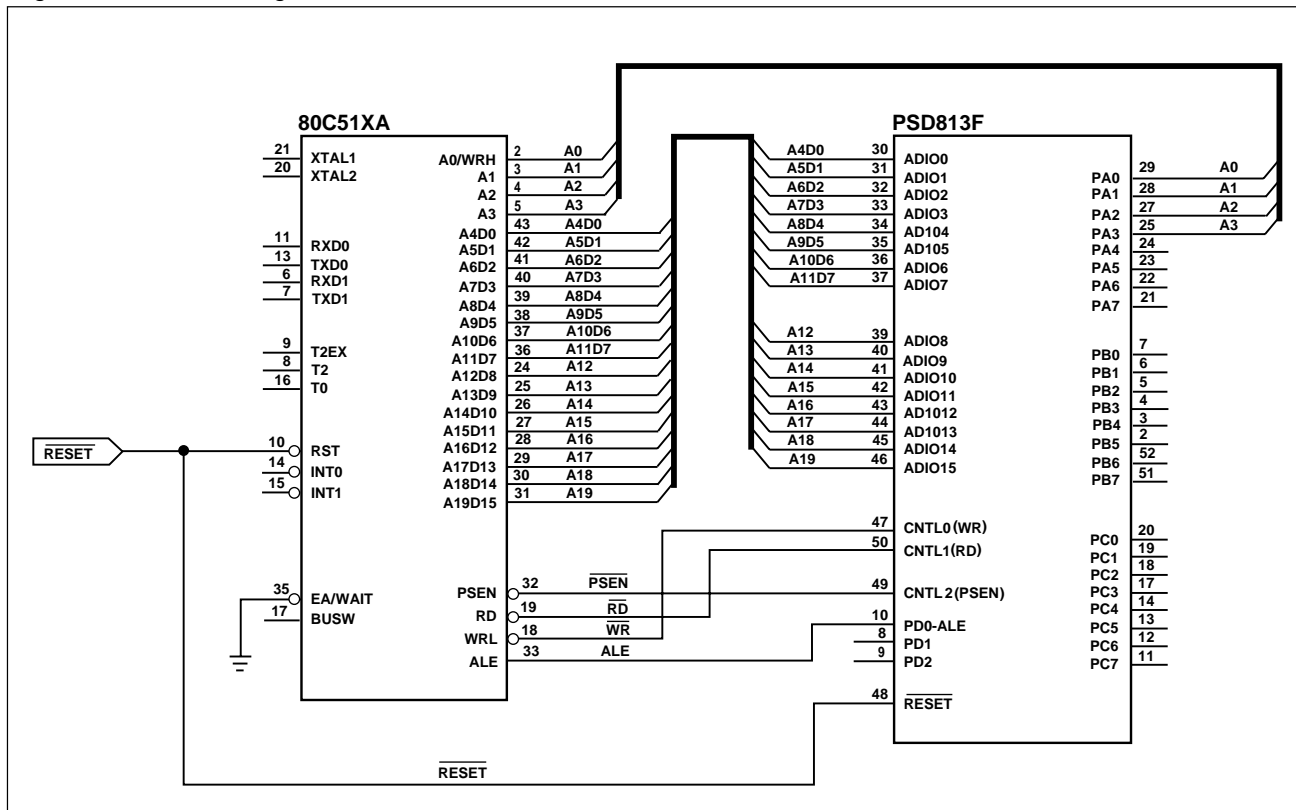 80C51XA
21 XTAL1
20 XTAL2
11 RXD0
13 TXD0
6 RXD1
7 TXD1
9 T2EX
8 T2
16 T0
RESET
10 RST
14 INT0
15 INT1
35 EA/WAIT
17 BUSW
A0/WRH 2 A0
A1 3 A1
A2 4 A2
A3 5 A3
A4D0 43 A4D0
A5D1 42 A5D1
A6D2 41 A6D2
A7D3 40 A7D3
A8D4 39 A8D4
A9D5 38 A9D5
A10D6 37 A10D6
A11D7 36 A11D7
A12D8 24 A12
A13D9 25 A13
A14D10 26 A14
A15D11 27 A15
A16D12 28 A16
A17D13 29 A17
A18D14 30 A18
A19D15 31 A19
PSEN 32 PSEN
RD 19 RD
WRL 18 WR
ALE 33 ALE
RESET
PSD813F
A4D0 30 ADIO0
A5D1 31 ADIO1
A6D2 32 ADIO2
A7D3 33 ADIO3
A8D4 34 AD104
A9D5 35 AD105
A10D6 36 ADIO6
A11D7 37 ADIO7
A12 39 ADIO8
A13 40 ADIO9
A14 41 ADIO10
A15 42 ADIO11
A16 43 AD1012
A17 44 AD1013
A18 45 ADIO14
A19 46 ADIO15
47 CNTL0(WR)
50 CNTL1(RD)
49 CNTL2(PSEN)
10 PD0-ALE
8 PD1
9 PD2
48 RESET
PA0 29 A0
PA1 28 A1
PA2 27 A2
PA3 25 A3
PA4 24
PA5 23
PA6 22
PA7 21
PB0 7
PB1 6
PB2 5
PB3 4
PB4 3
PB5 2
PB6 52
PB7 51
PC0 20
PC1 19
PC2 18
PC3 17
PC4 14
PC5 13
PC6 12
PC7 11